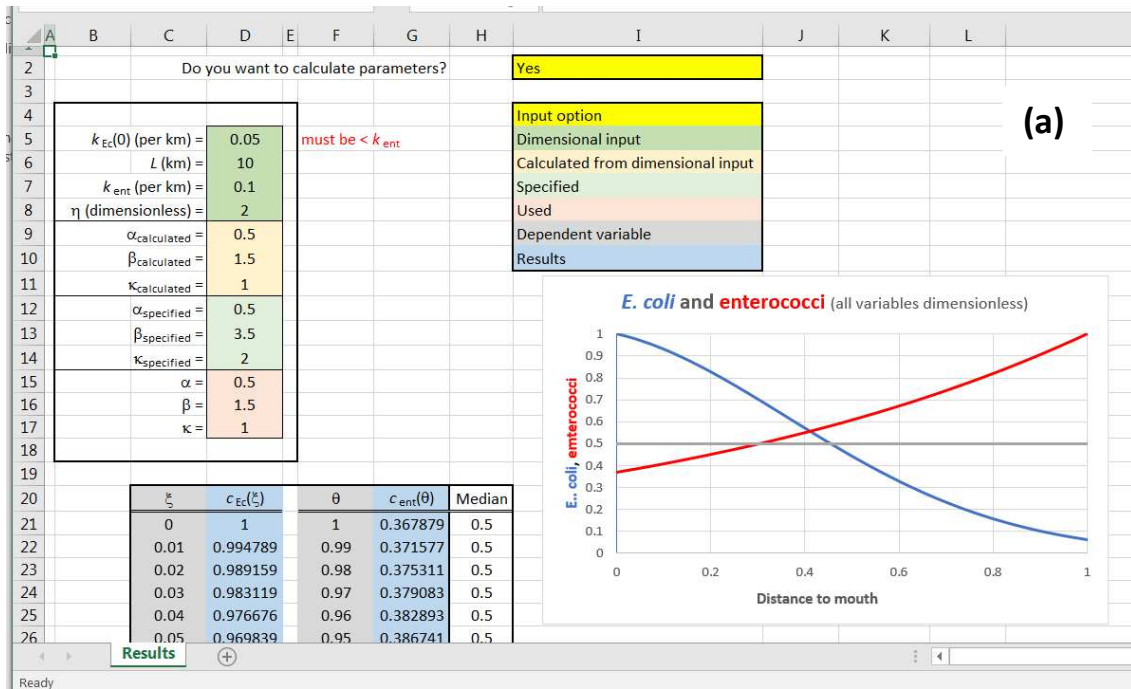 A B C D E F G H I J K L
2 Do you want to calculate parameters? Yes
3
4 Input option
(a)
5 k Ec(0) (per km) = 0.05 must be < k ent Dimensional input
6 L (km) = 10 Calculated from dimensional input
7 k ent (per km) = 0.1 Specified
8 η (dimensionless) = 2 Used
9 αcalculated = 0.5 Dependent variable
10 βcalculated = 1.5 Results
11 κcalculated = 1
12 αspecified = 0.5
13 βspecified = 3.5
14 κspecified = 2
15 α = 0.5
16 β = 1.5
17 κ = 1
18
19
20 ξ c Ec(ξ) θ c ent(θ) Median
21 0 1 1 0.367879 0.5
22 0.01 0.994789 0.99 0.371577 0.5
23 0.02 0.989159 0.98 0.375311 0.5
24 0.03 0.983119 0.97 0.379083 0.5
25 0.04 0.976676 0.96 0.382893 0.5
26 0.05 0.969839 0.95 0.386741 0.5
E. coli and enterococci (all variables dimensionless)
E.. coli, emterococci
1
0.9
0.8
0.7
0.6
0.5
0.4
0.3
0.2
0.1
0
0 0.2 0.4 0.6 0.8 1
Distance to mouth
Results
Ready